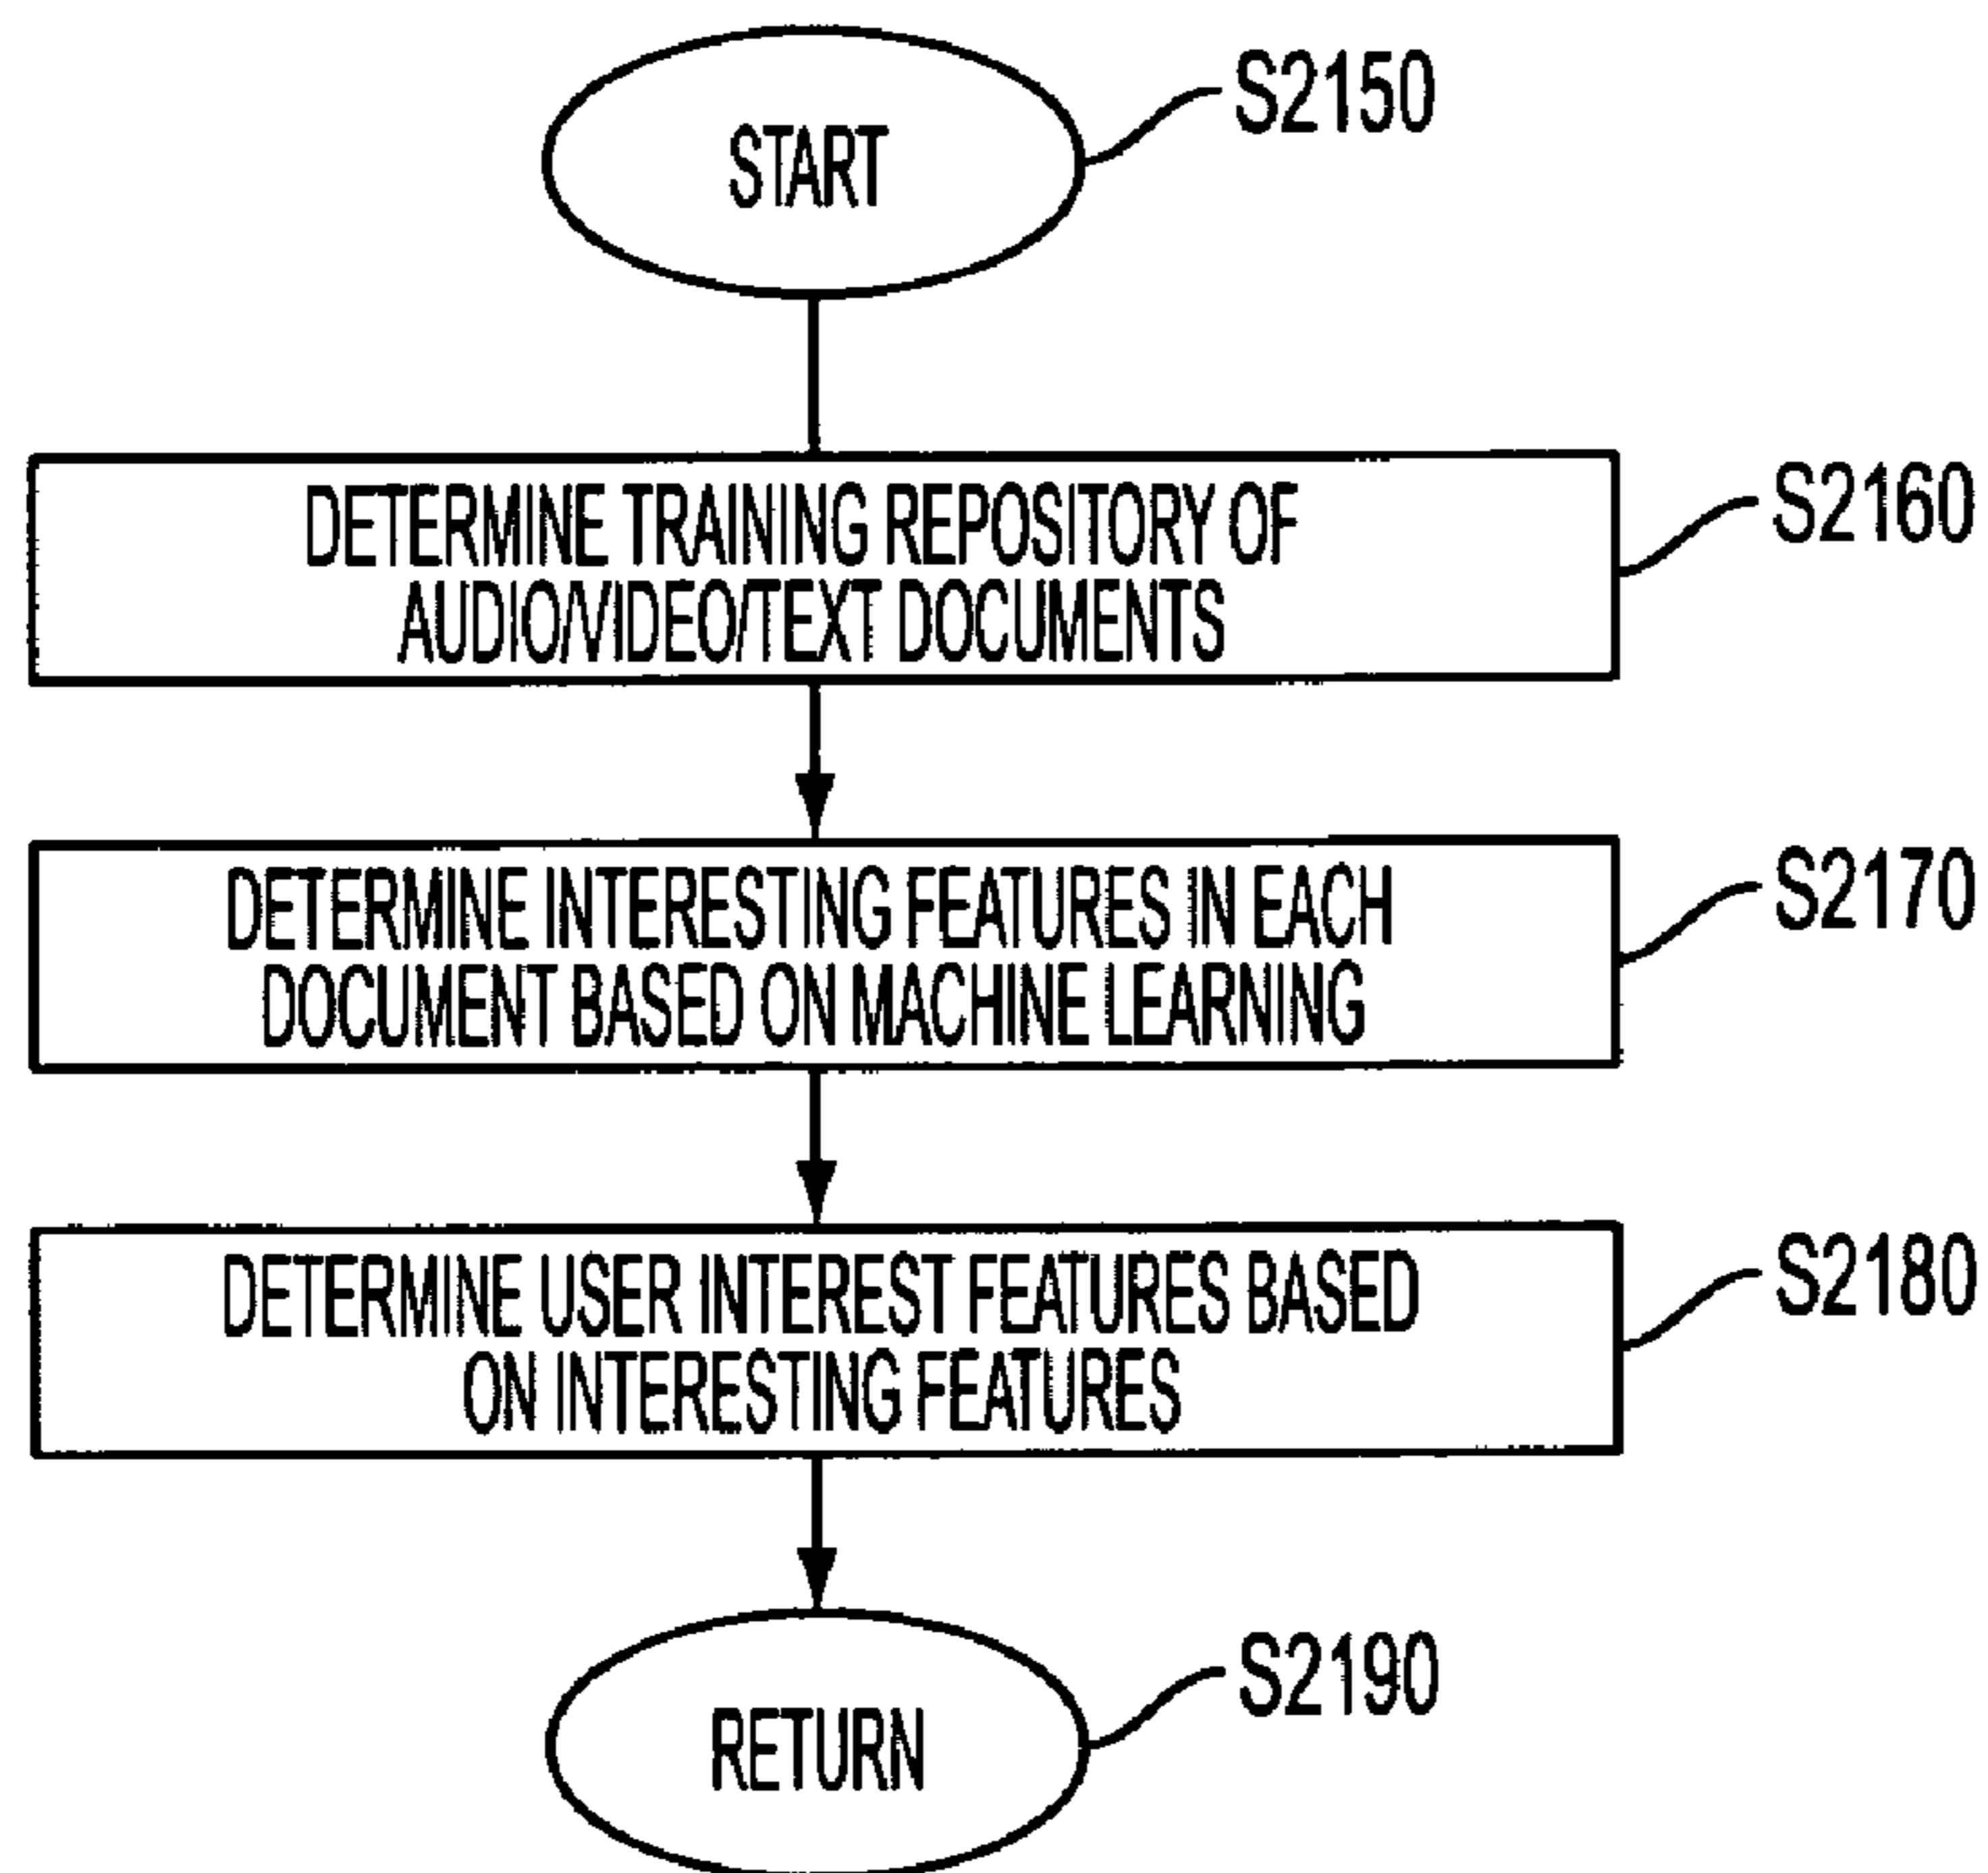 START
S2150
DETERMINE TRAINING REPOSITORY OF
AUDIO/VIDEO/TEXT DOCUMENTS
S2160
DETERMINE INTERESTING FEATURES IN EACH
DOCUMENT BASED ON MACHINE LEARNING
S2170
DETERMINE USER INTEREST FEATURES BASED
ON INTERESTING FEATURES
S2180
RETURN
S2190